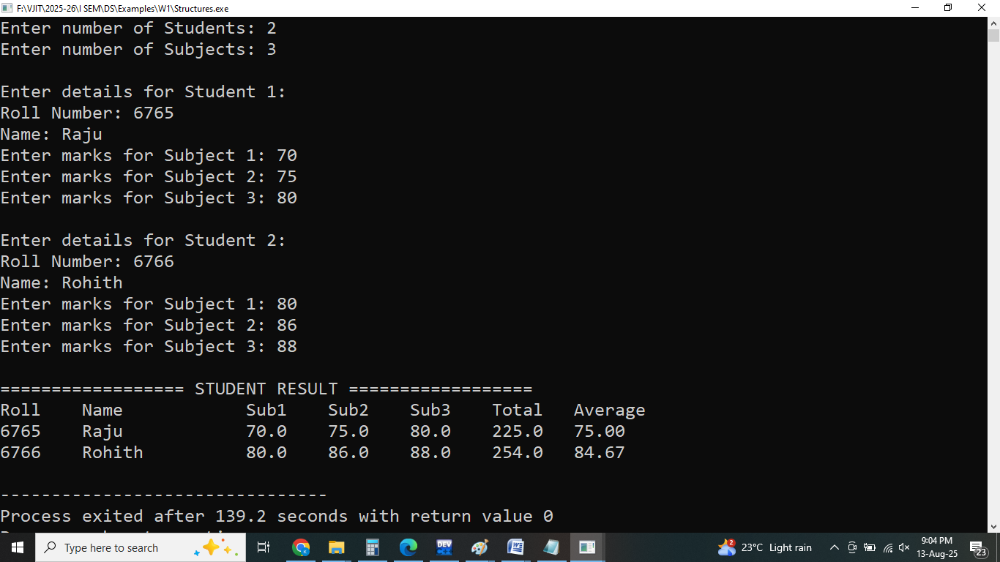 F:\VJIT\2025-26\I SEM\DS\Examples\W1\Structures.exe
Enter number of Students: 2
Enter number of Subjects: 3
Enter details for Student 1:
Roll Number: 6765
Name: Raju
Enter marks for Subject 1: 70
Enter marks for Subject 2: 75
Enter marks for Subject 3: 80
Enter details for Student 2:
Roll Number: 6766
Name: Rohith
Enter marks for Subject 1: 80
Enter marks for Subject 2: 86
Enter marks for Subject 3: 88
================== STUDENT RESULT ==================
Roll    Name            Sub1    Sub2    Sub3    Total   Average
6765    Raju            70.0    75.0    80.0    225.0   75.00
6766    Rohith          80.0    86.0    88.0    254.0   84.67
--------------------------------
Process exited after 139.2 seconds with return value 0
Type here to search
DEV
W
2
23°C Light rain
9:04 PM
13-Aug-25
23